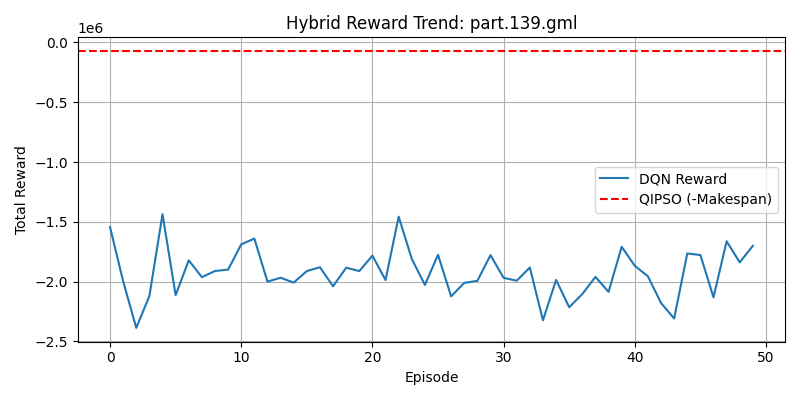 Hybrid Reward Trend: part.139.gml
1e6
0.0
−0.5
−1.0
−1.5
−2.0
−2.5
Total Reward
DQN Reward
QIPSO (-Makespan)
0
10
20
30
40
50
Episode